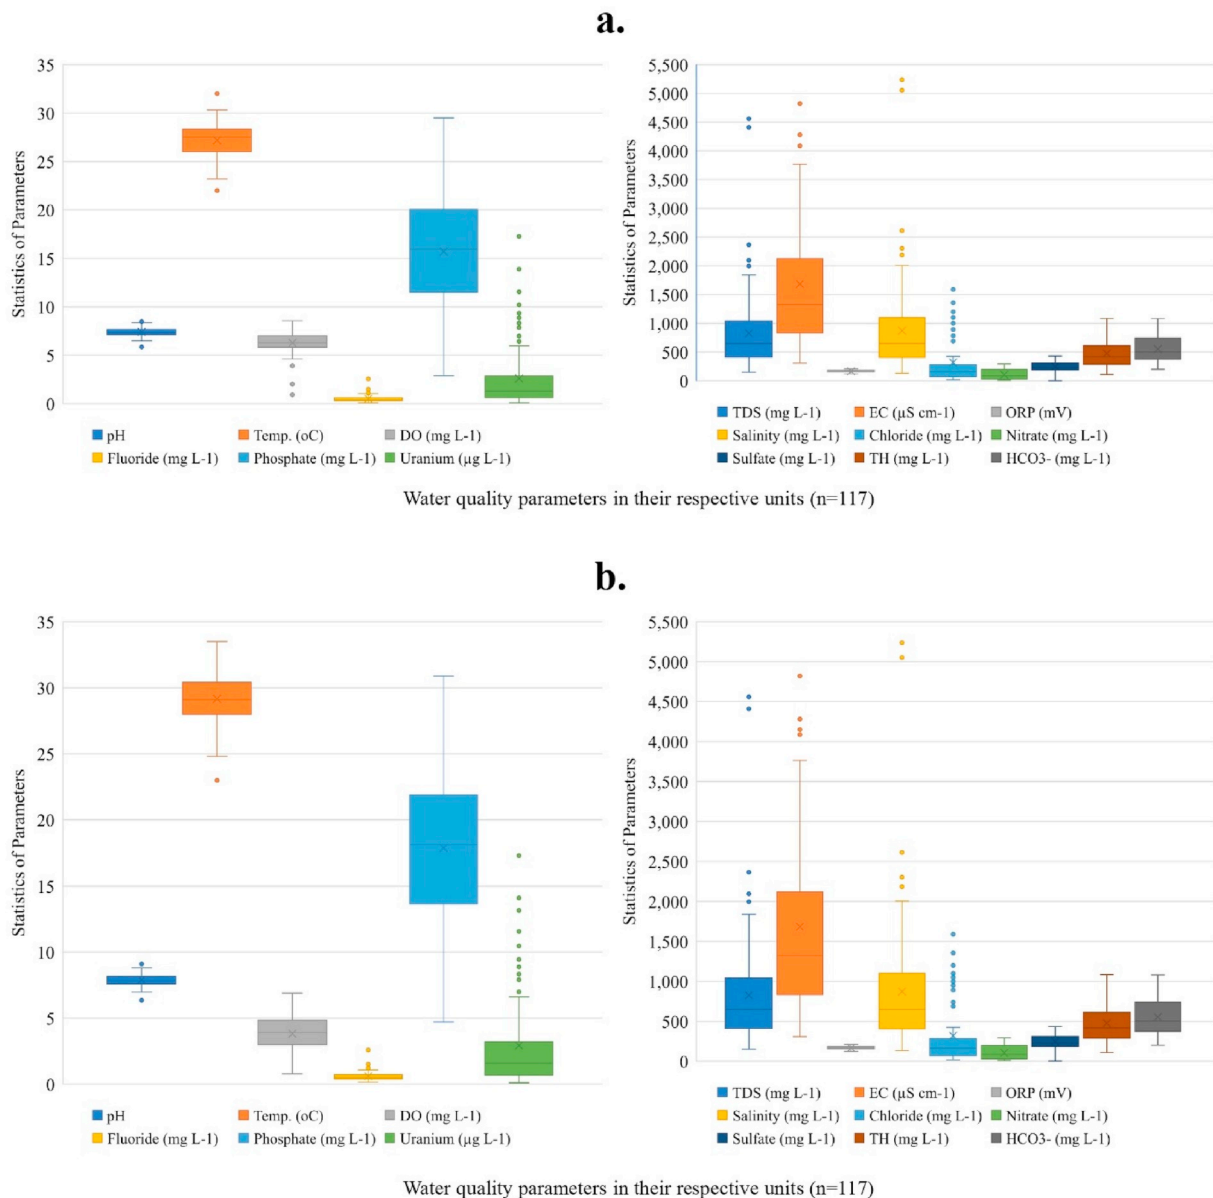 a.
35
30
25
20
15
10
5
0
Statistics of Parameters
pH
Temp. (oC)
DO (mg L-1)
Fluoride (mg L-1)
Phosphate (mg L-1)
Uranium (µg L-1)
5,500
5,000
4,500
4,000
3,500
3,000
2,500
2,000
1,500
1,000
500
0
Statistics of Parameters
TDS (mg L-1)
EC (µS cm-1)
ORP (mV)
Salinity (mg L-1)
Chloride (mg L-1)
Nitrate (mg L-1)
Sulfate (mg L-1)
TH (mg L-1)
HCO3- (mg L-1)
Water quality parameters in their respective units (n=117)
b.
35
30
25
20
15
10
5
0
Statistics of Parameters
pH
Temp. (oC)
DO (mg L-1)
Fluoride (mg L-1)
Phosphate (mg L-1)
Uranium (µg L-1)
5,500
5,000
4,500
4,000
3,500
3,000
2,500
2,000
1,500
1,000
500
0
Statistics of Parameters
TDS (mg L-1)
EC (µS cm-1)
ORP (mV)
Salinity (mg L-1)
Chloride (mg L-1)
Nitrate (mg L-1)
Sulfate (mg L-1)
TH (mg L-1)
HCO3- (mg L-1)
Water quality parameters in their respective units (n=117)